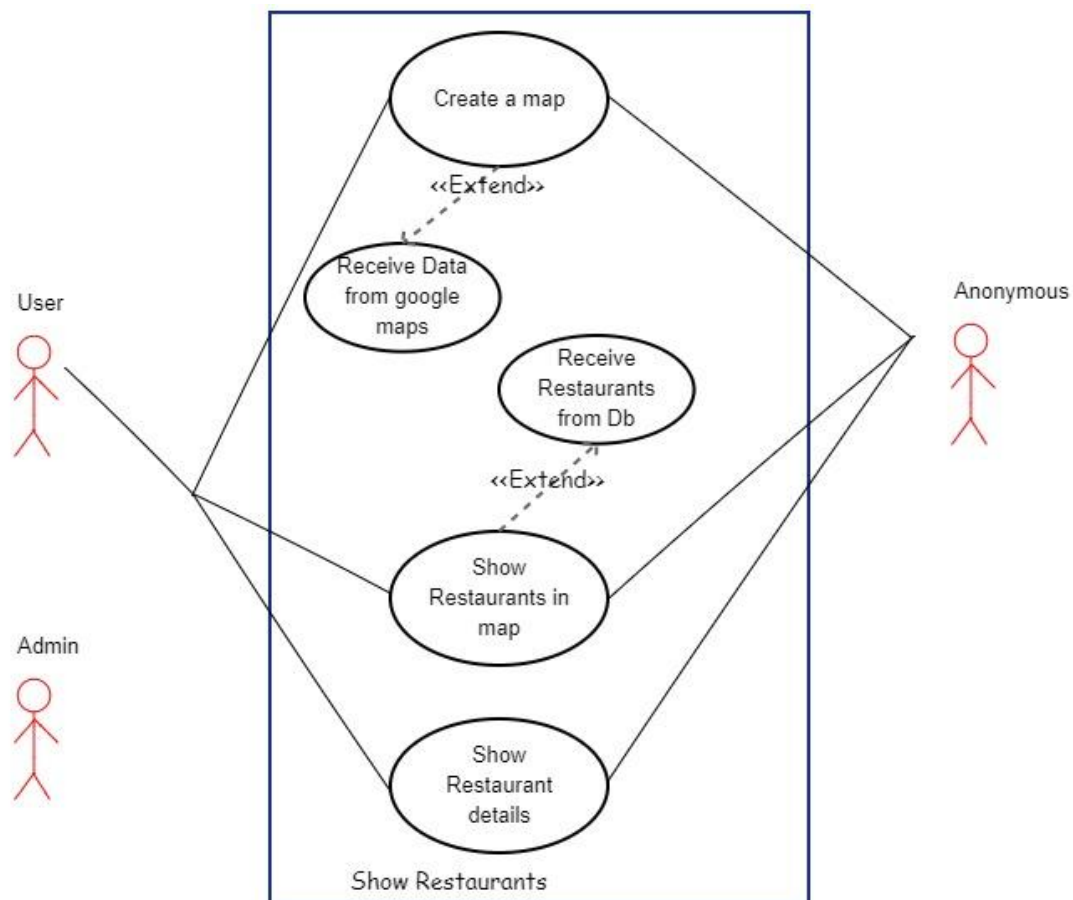 Create a map
<<Extend>>
Receive Data
from google
maps
User
Anonymous
Receive
Restaurants
from Db
<<Extend>>
Show
Restaurants in
map
Admin
Show
Restaurant
details
Show Restaurants